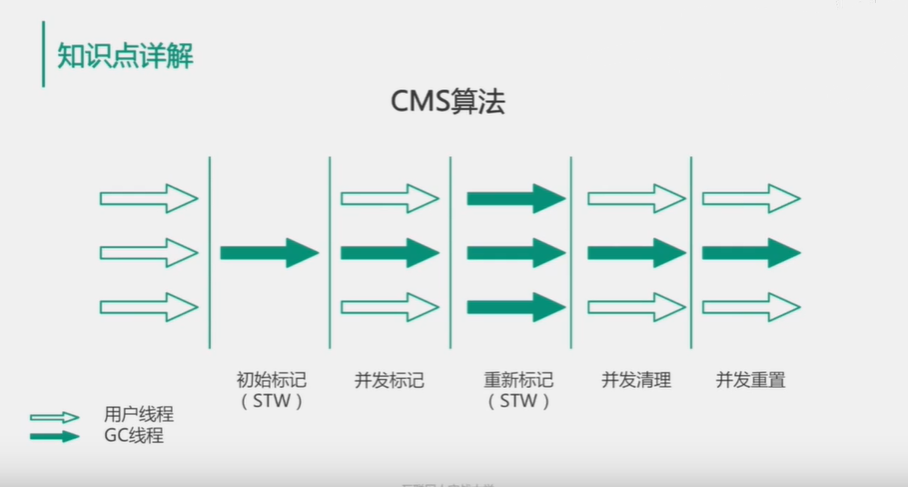 知识点详解
CMS算法
初始标记
（STW）
并发标记
重新标记
（STW）
并发清理
并发重置
用户线程
GC线程